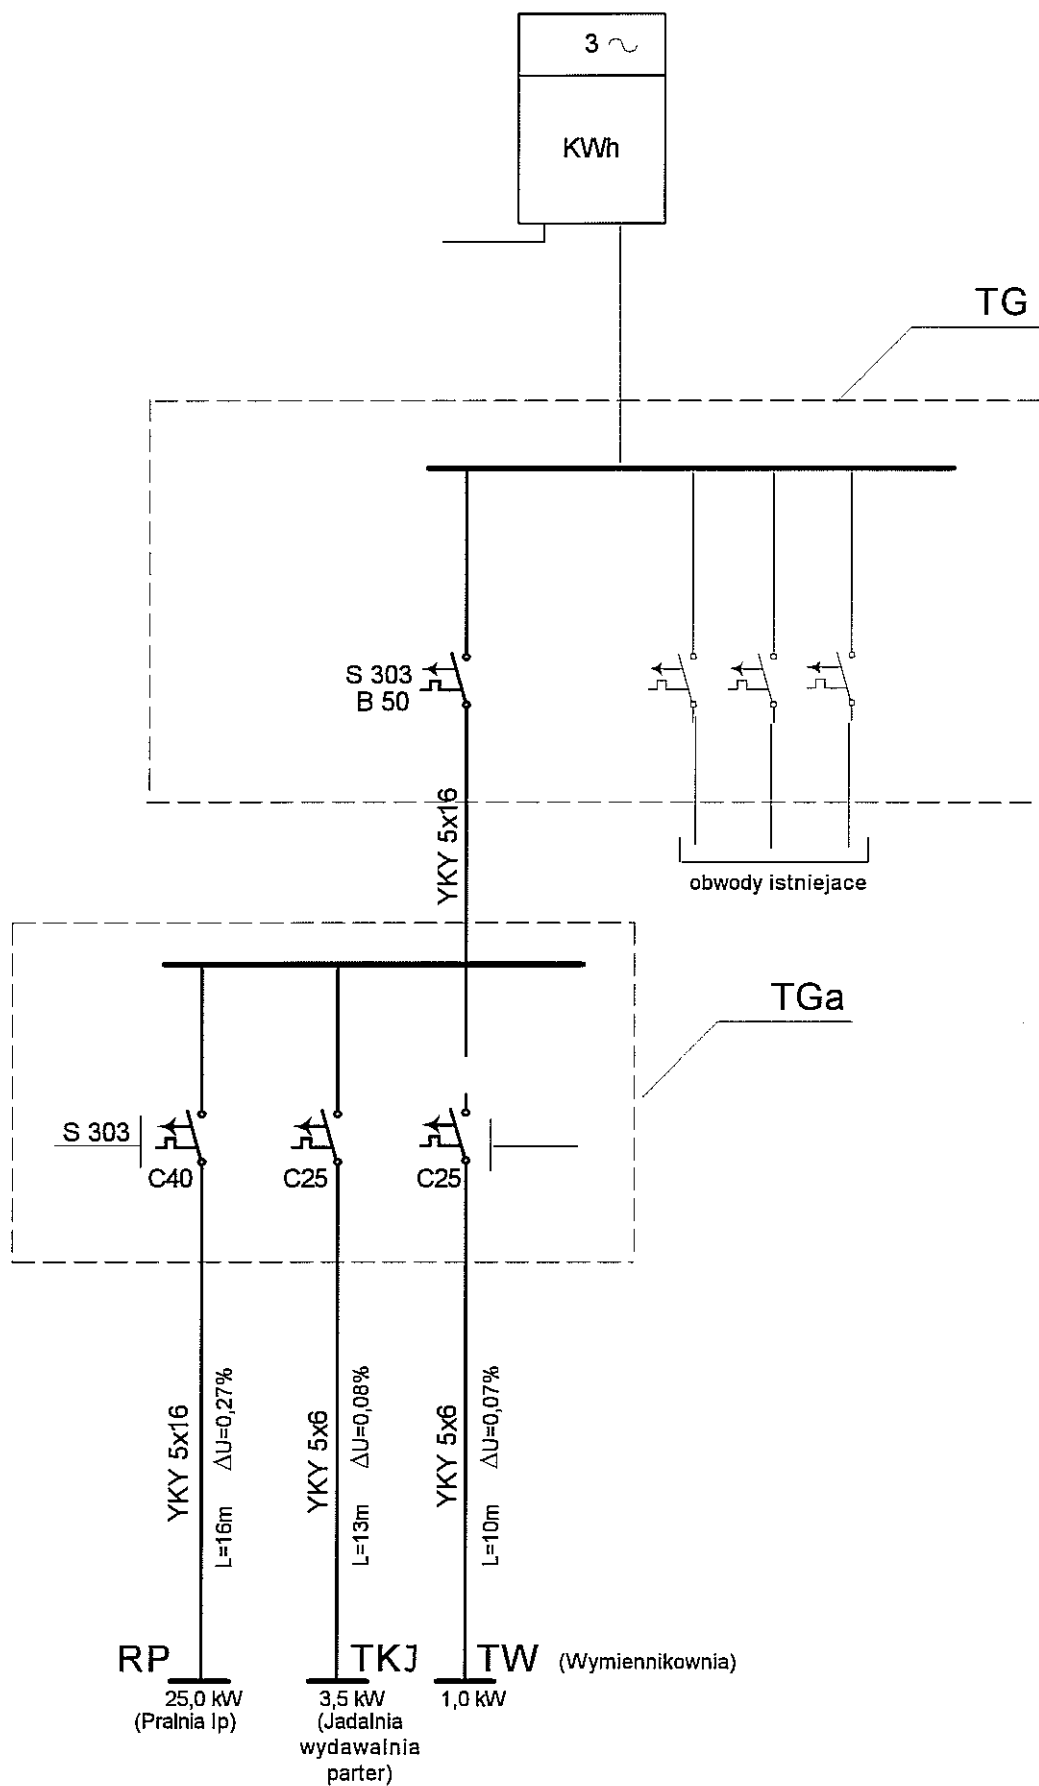 3 ~
KWh
TG
S 303
B 50
YKY 5x16
obwody istniejace
TGa
S 303
C40
C25
C25
YKY 5x16
L=16m ΔU=0,27%
YKY 5x6
L=13m ΔU=0,08%
YKY 5x6
L=10m ΔU=0,07%
RP
25,0 kW
(Pralnia Ip)
TKJ
3,5 kW
(Jadalnia
wydawalnia
parter)
TW (Wymiennikownia)
1,0 kW